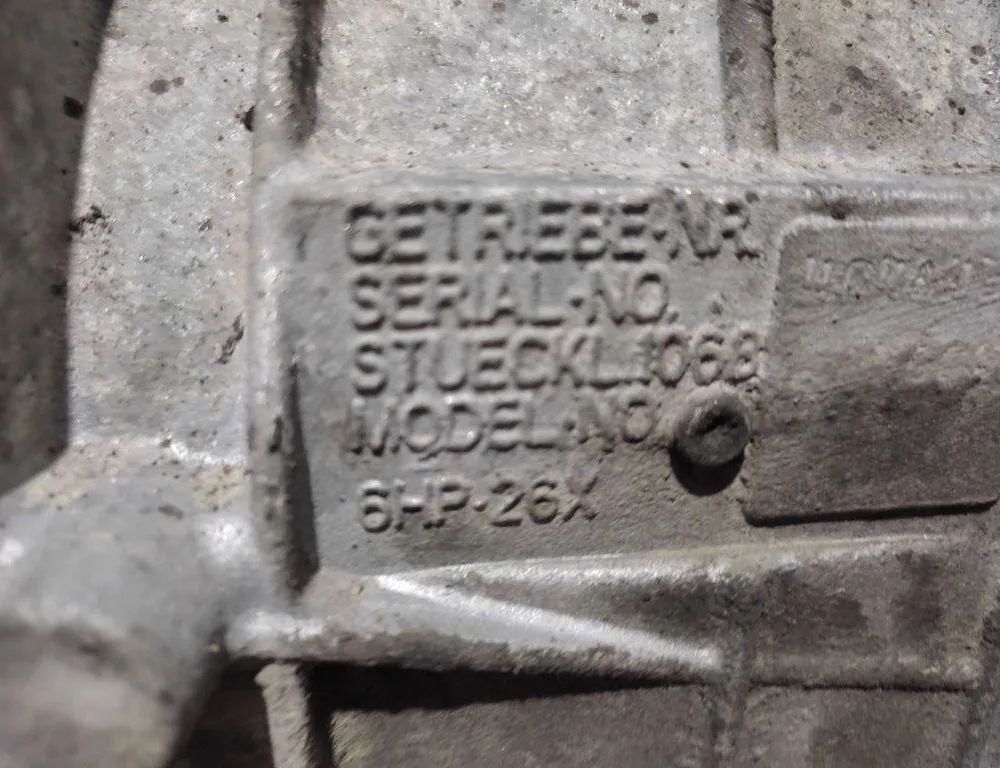 GETRIEBE-NR.
SERIAL-NO.
STUECKL.1068
MODEL-NO
6HP-26X